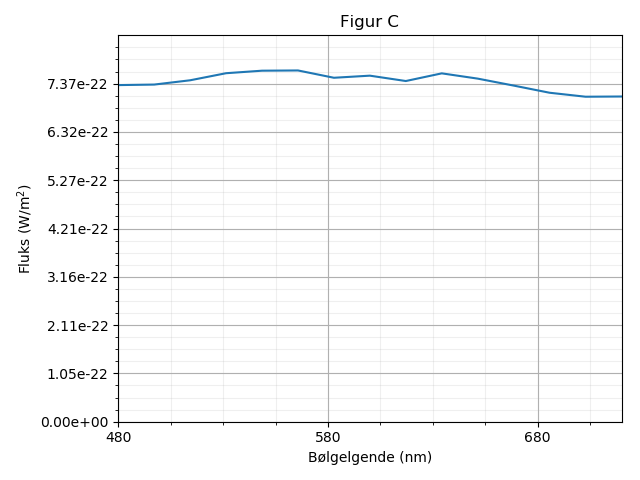 Figur C
Fluks (W/m²)
7.37e-22
6.32e-22
5.27e-22
4.21e-22
3.16e-22
2.11e-22
1.05e-22
0.00e+00
480 580 680
Bølgelgende (nm)